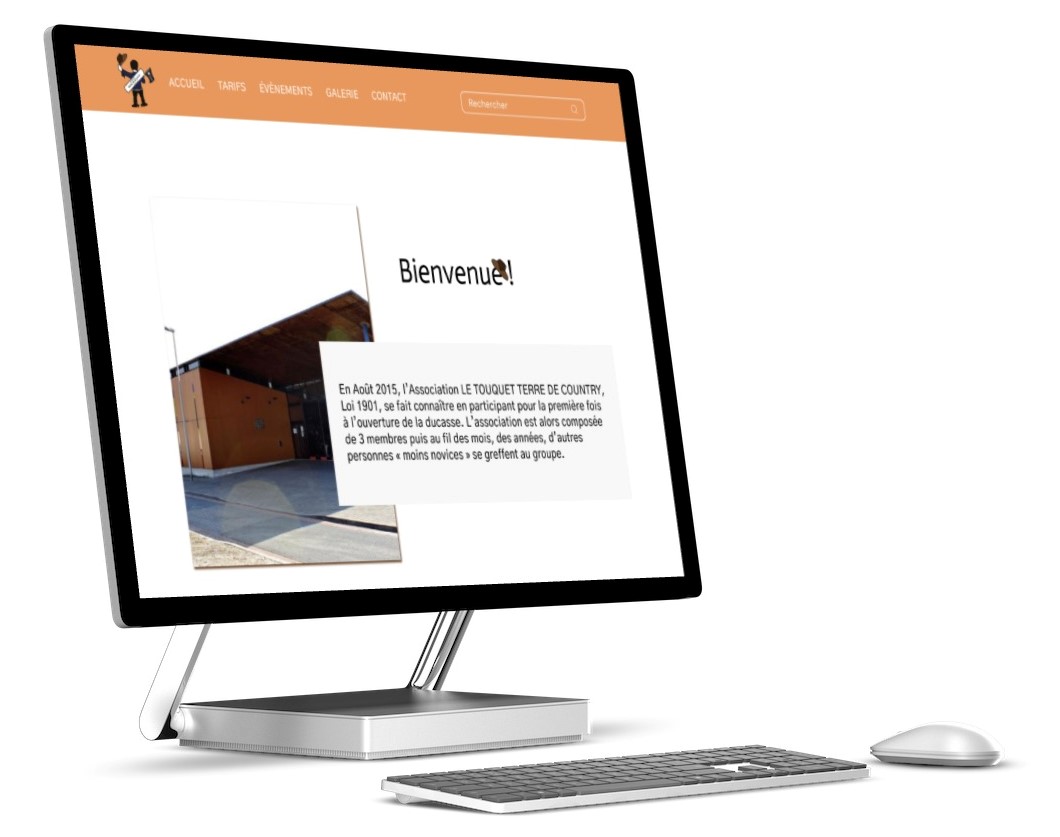 ACCUEIL TARIFS ÉVÈNEMENTS GALERIE CONTACT
Rechercher
Bienvenue !
En Août 2015, l'Association LE TOUQUET TERRE DE COUNTRY,
Loi 1901, se fait connaître en participant pour la première fois
à l'ouverture de la ducasse. L'association est alors composée
de 3 membres puis au fil des mois, des années, d'autres
personnes « moins novices » se greffent au groupe.